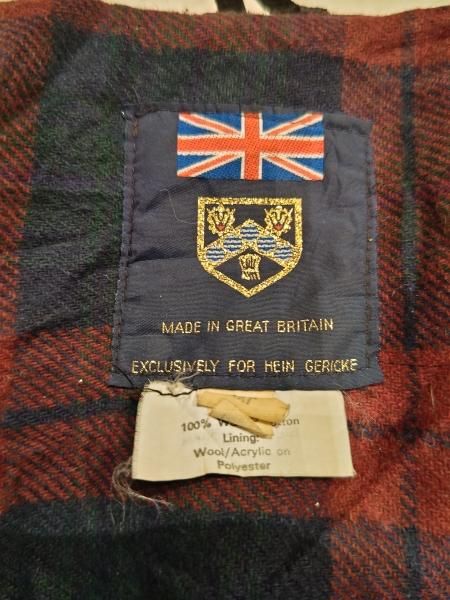 MADE IN GREAT BRITAIN
EXCLUSIVELY FOR HEIN GERICKE
100%
Lining:
Wool/Acrylic on
Polyester